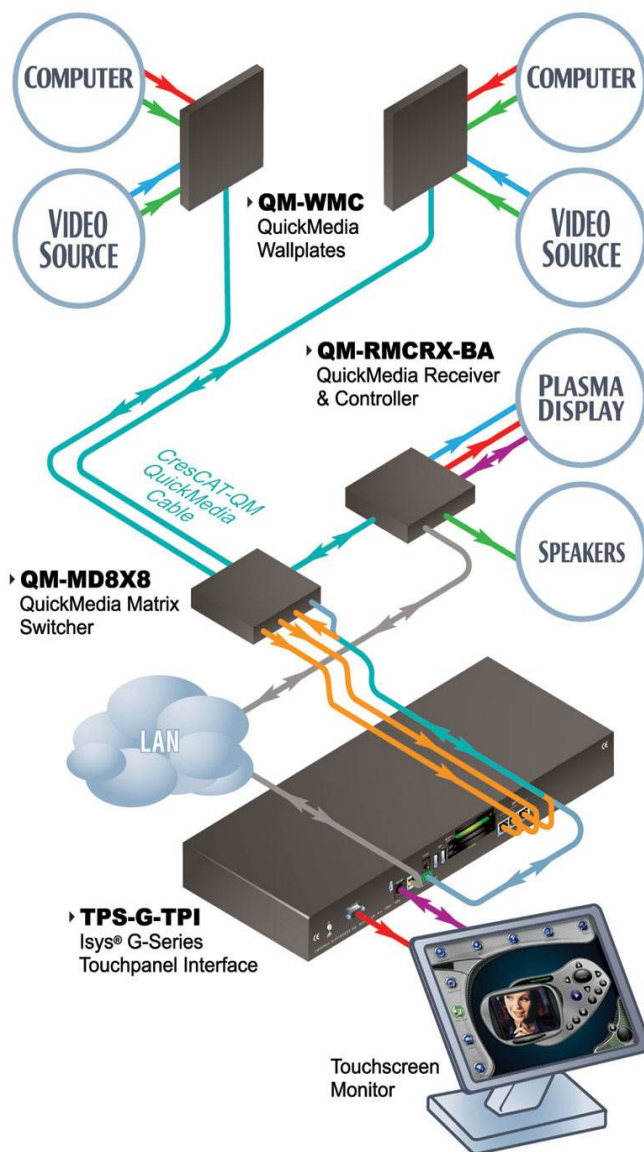 COMPUTER
COMPUTER
VIDEO
SOURCE
QM-WMC
QuickMedia
Wallplates
VIDEO
SOURCE
QM-RMCRX-BA
QuickMedia Receiver
& Controller
PLASMA
DISPLAY
CresCAT-QM
QuickMedia
Cable
SPEAKERS
QM-MD8X8
QuickMedia Matrix
Switcher
LAN
TPS-G-TPI
Isys® G-Series
Touchpanel Interface
Touchscreen
Monitor